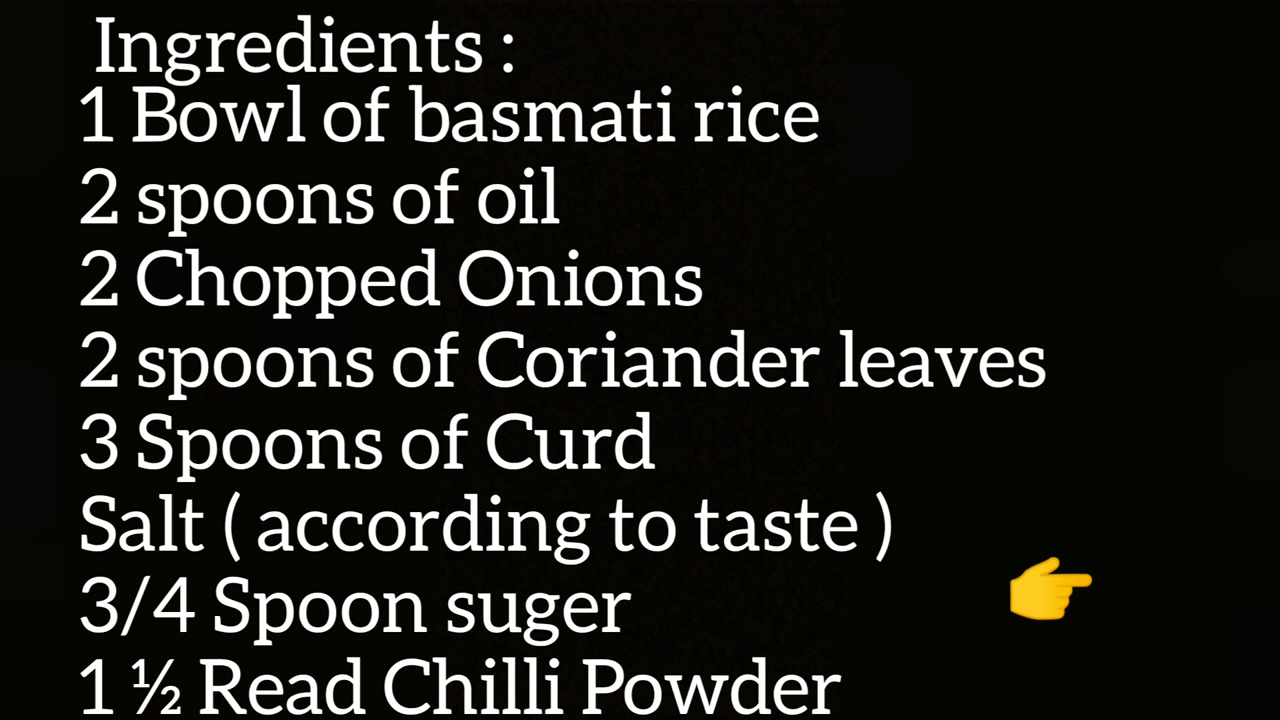 Ingredients :
1 Bowl of basmati rice
2 spoons of oil
2 Chopped Onions
2 spoons of Coriander leaves
3 Spoons of Curd
Salt ( according to taste )
3/4 Spoon suger
1 ½ Read Chilli Powder